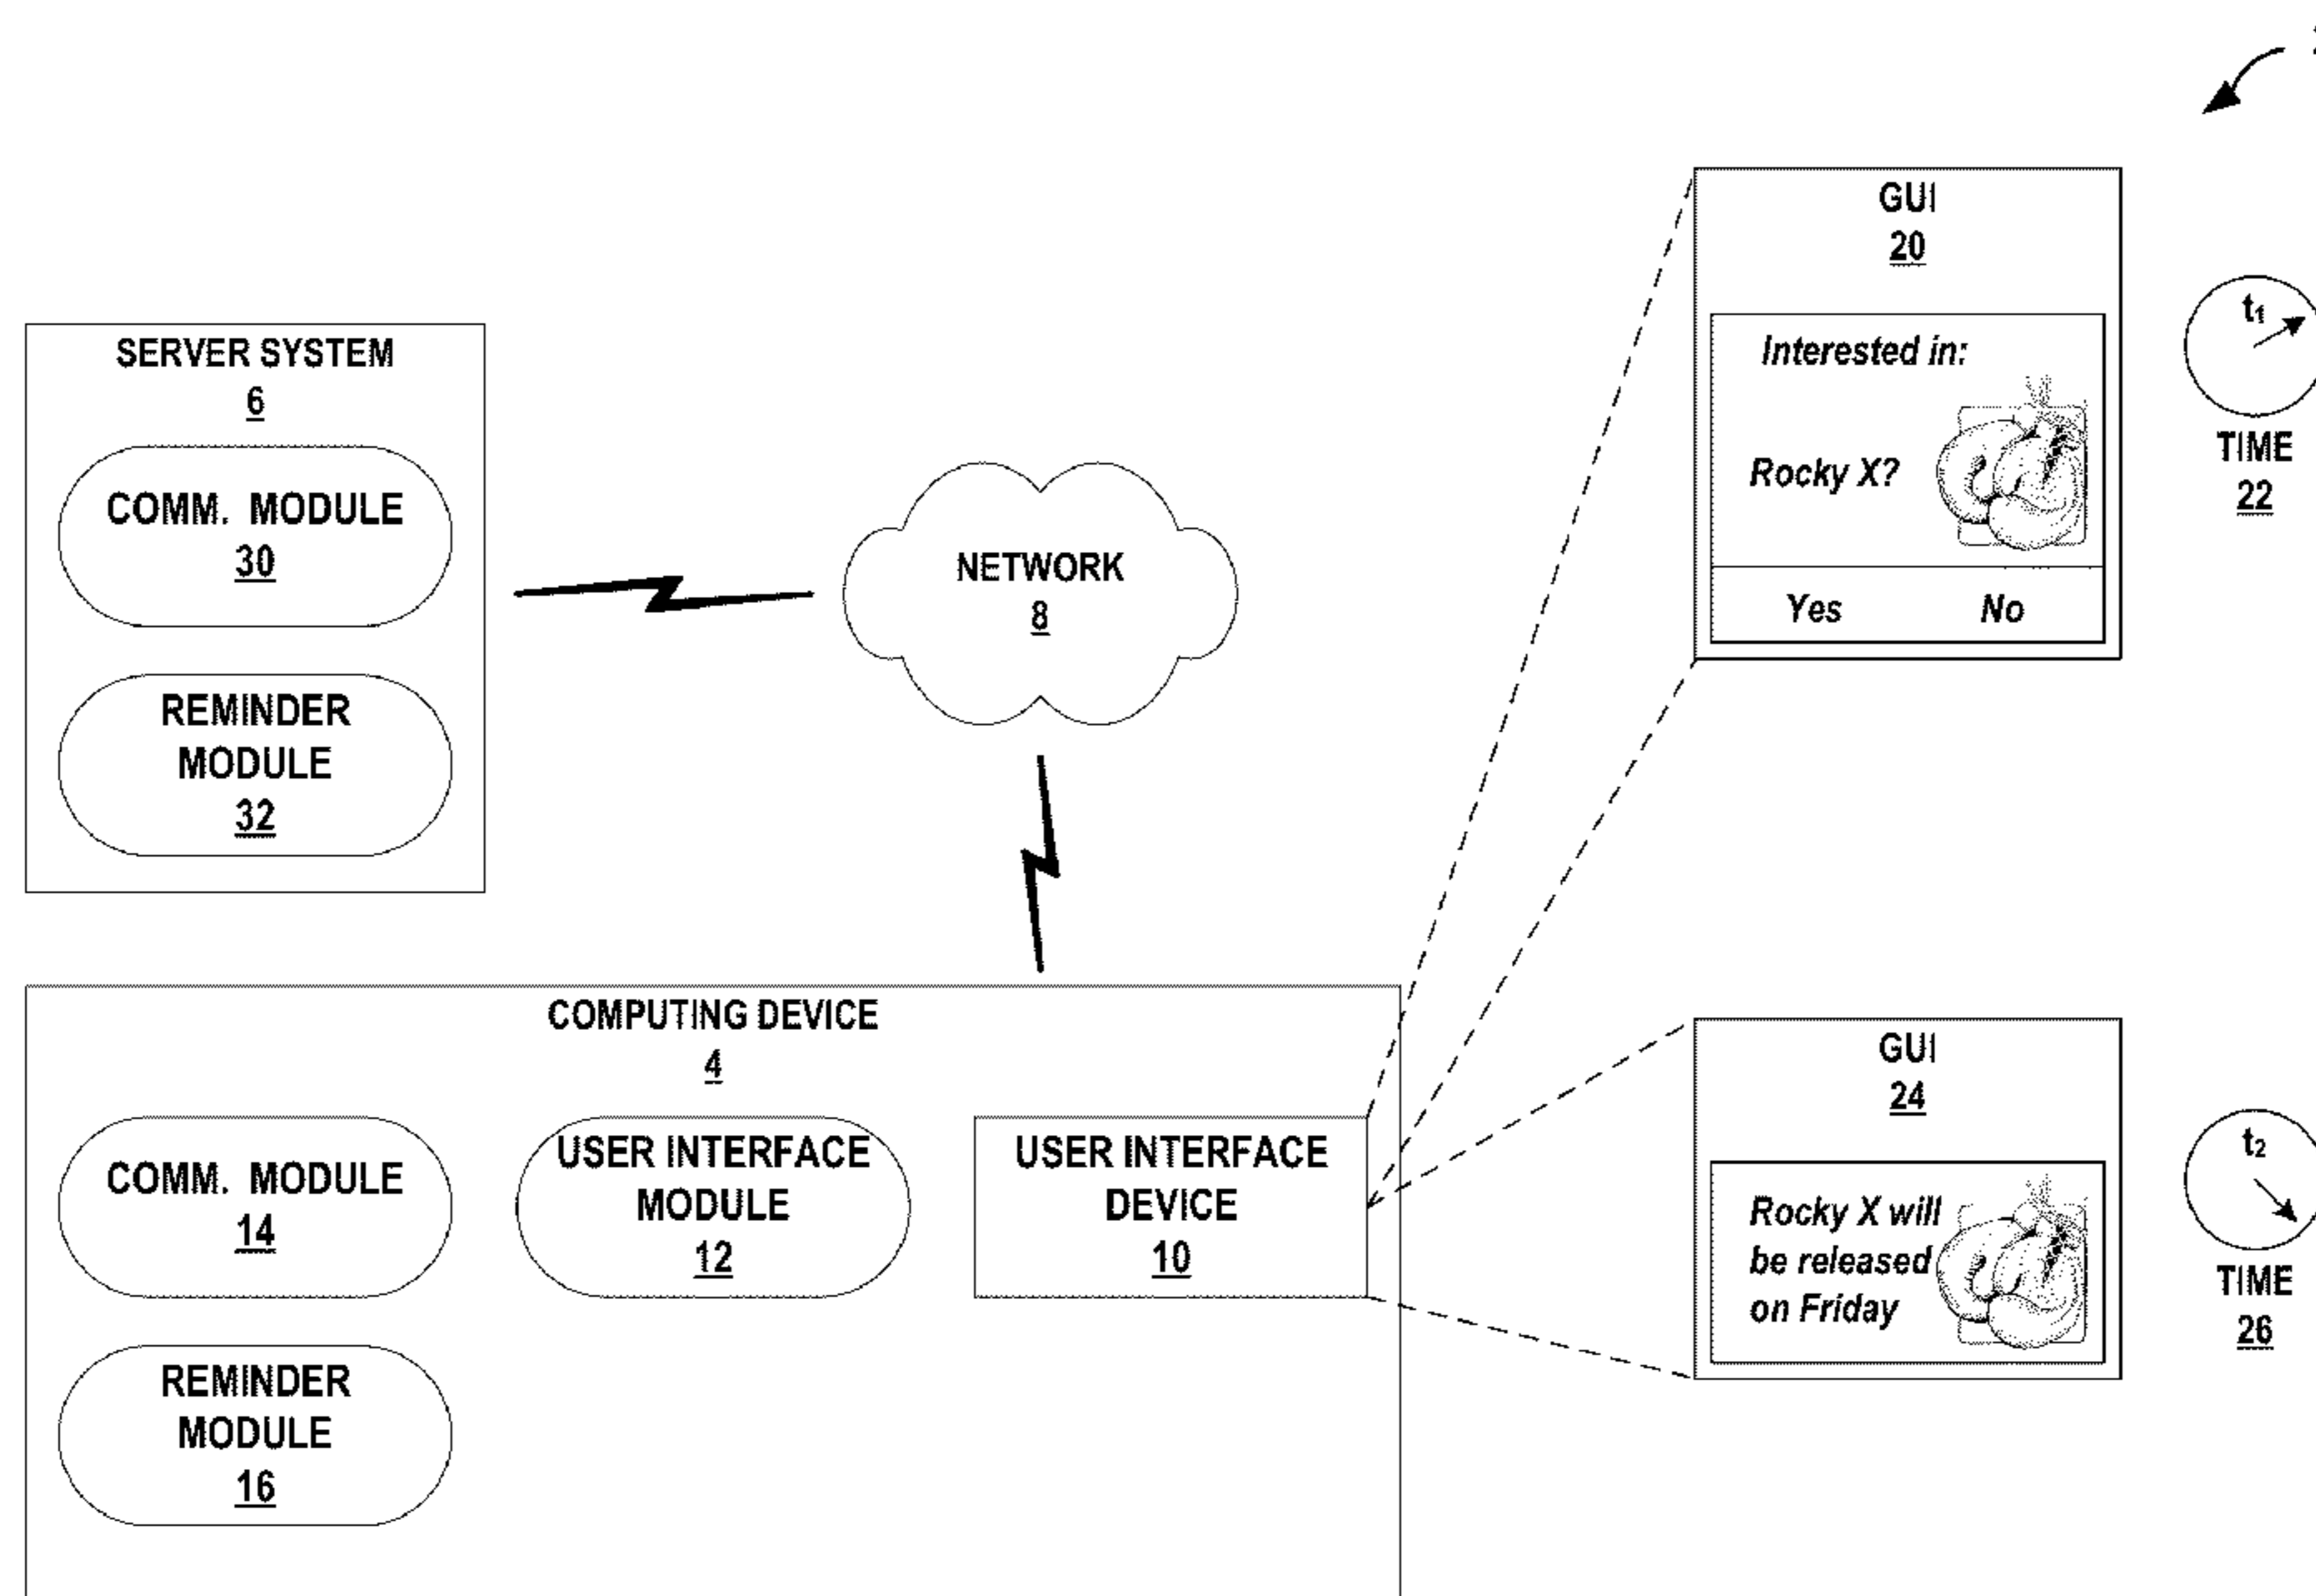 SERVER SYSTEM
6
COMM. MODULE
30
REMINDER
MODULE
32
NETWORK
8
COMPUTING DEVICE
4
COMM. MODULE
14
USER INTERFACE
MODULE
12
USER INTERFACE
DEVICE
10
REMINDER
MODULE
16
GUI
20
Interested in:
Rocky X?
Yes No
t₁
TIME
22
GUI
24
Rocky X will
be released
on Friday
t₂
TIME
26